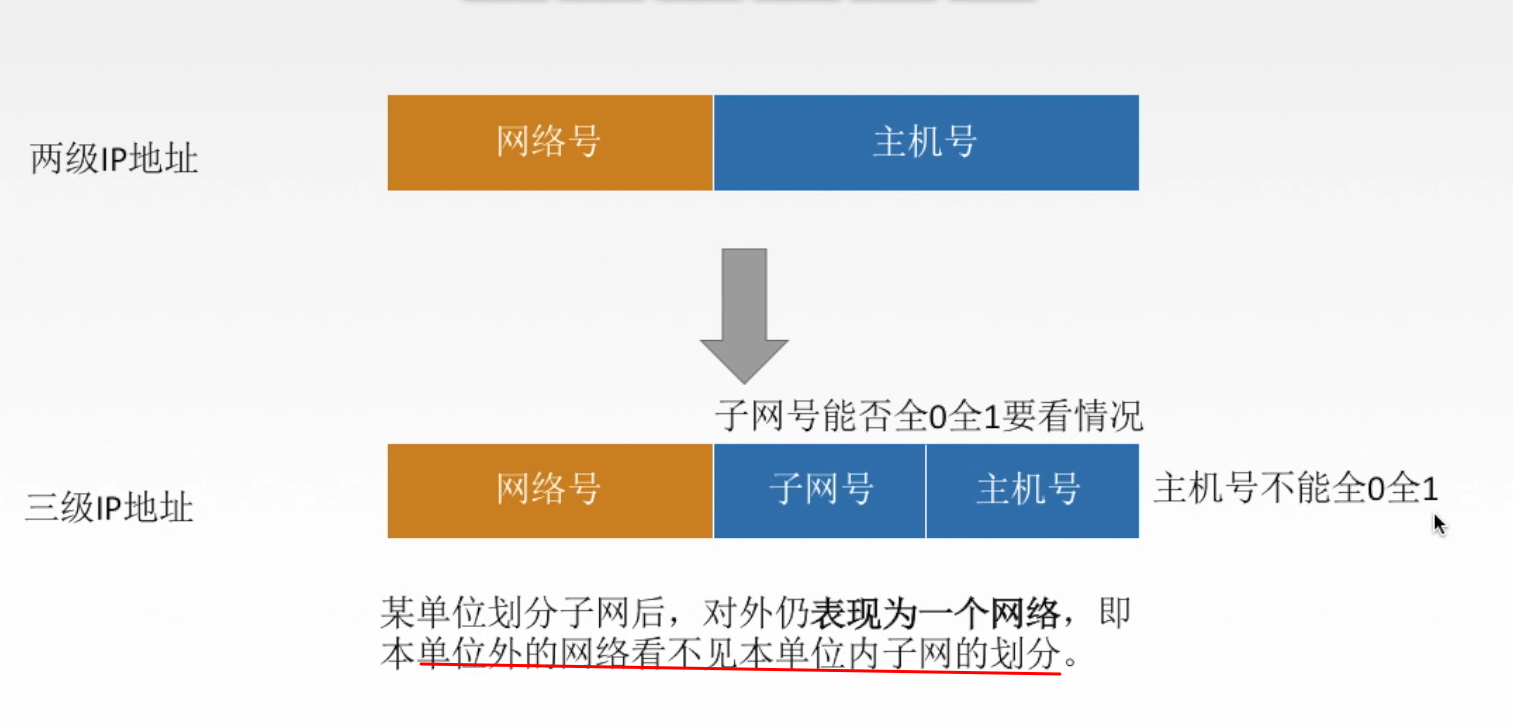 两级IP地址
网络号
主机号
子网号能否全0全1要看情况
三级IP地址
网络号
子网号
主机号
主机号不能全0全1
某单位划分子网后，对外仍表现为一个网络，即
本单位外的网络看不见本单位内子网的划分。